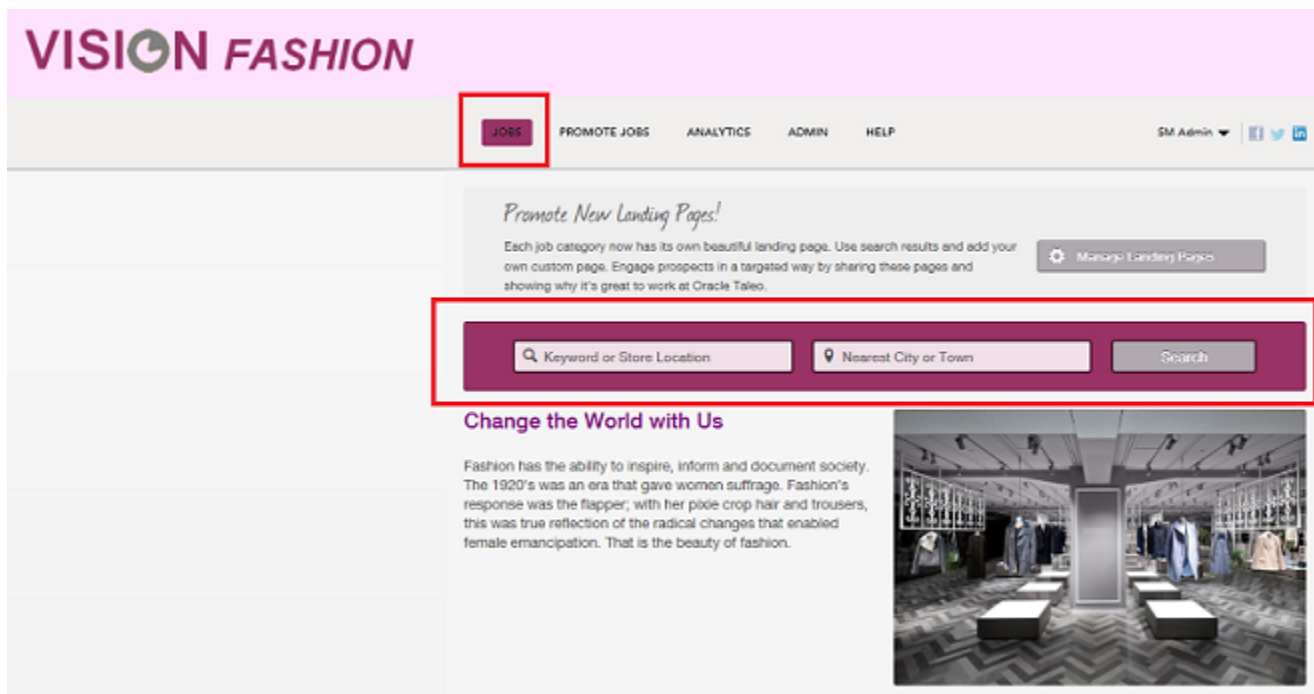 VISION FASHION
JOBS PROMOTE JOBS ANALYTICS ADMIN HELP SM Admin
Promote New Landing Pages!
Each job category now has its own beautiful landing page. Use search results and add your
own custom page. Engage prospects in a targeted way by sharing these pages and
showing why it's great to work at Oracle Taleo.
Manage Landing Pages
Keyword or Store Location Nearest City or Town Search
Change the World with Us
Fashion has the ability to inspire, inform and document society.
The 1920's was an era that gave women suffrage. Fashion's
response was the flapper; with her pixie crop hair and trousers,
this was true reflection of the radical changes that enabled
female emancipation. That is the beauty of fashion.